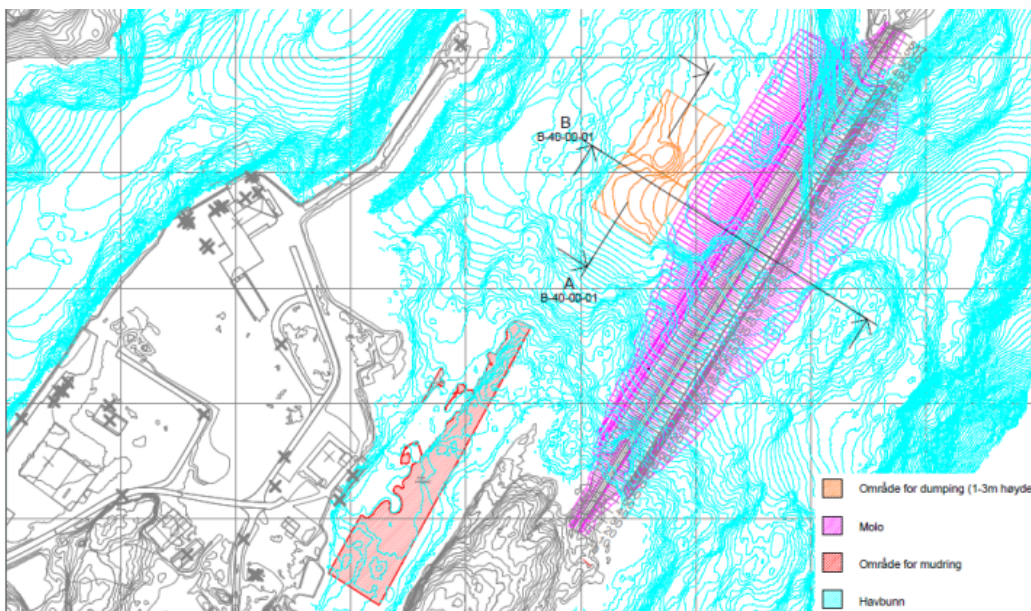 B
B-40-00-01
A
B-40-00-01
Område for dumping (1-3m høyde
Molo
Område for mudring
Havbunn